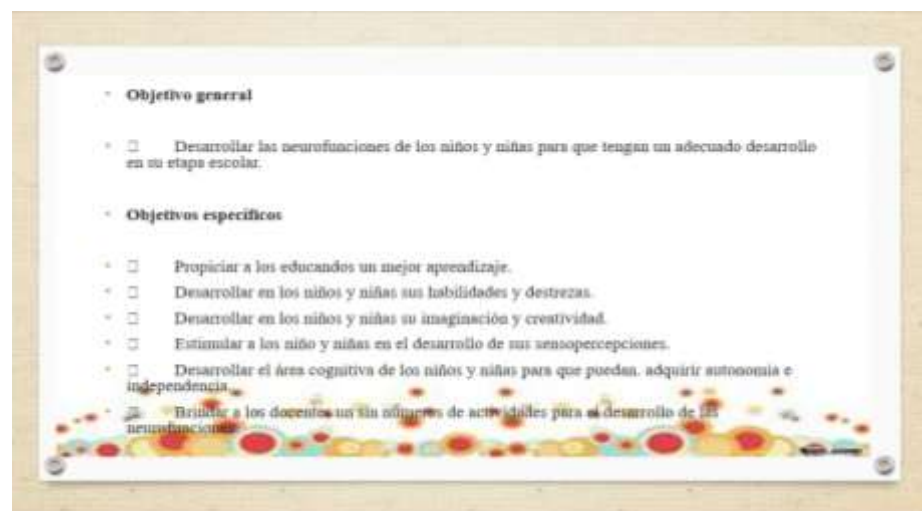 Objetivo general
Desarrollar las neurofunciones de los niños y niñas para que tengan un adecuado desarrollo
en su etapa escolar.
Objetivos específicos
Propiciar a los educandos un mejor aprendizaje.
Desarrollar en los niños y niñas sus habilidades y destrezas.
Desarrollar en los niños y niñas su imaginación y creatividad.
Estimular a los niño y niñas en el desarrollo de sus sensopercepciones.
Desarrollar el área cognitiva de los niños y niñas para que puedan. adquirir autonomía e
independencia.
Brindar a los docentes un sin números de actividades para el desarrollo de las
neurofunciones